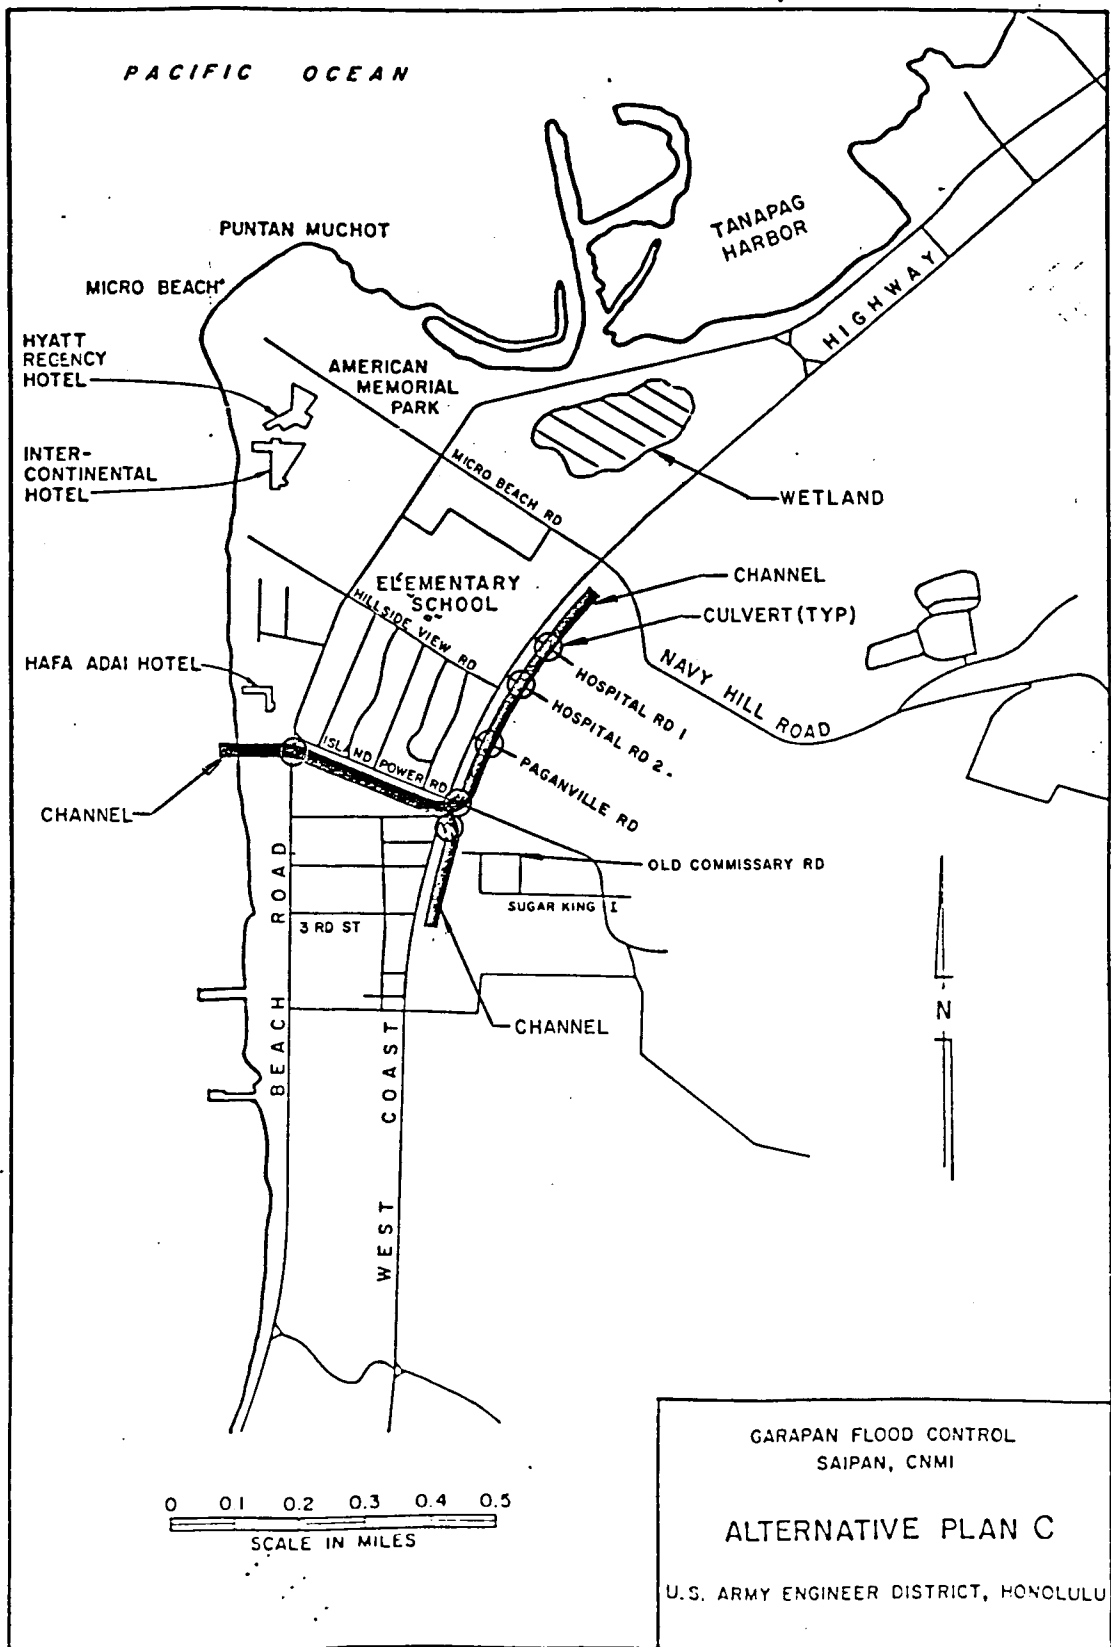 PACIFIC OCEAN
TANAPAG
HARBOR
PUNTAN MUCHOT
MICRO BEACH
HIGHWAY
HYATT
REGENCY
HOTEL
AMERICAN
MEMORIAL
PARK
INTER-
CONTINENTAL
HOTEL
MICRO BEACH RD
WETLAND
ELEMENTARY
SCHOOL
CHANNEL
HILLSIDE VIEW RD
CULVERT (TYP)
HAFA ADAI HOTEL
HOSPITAL RD 1
NAVY HILL ROAD
HOSPITAL RD 2
ISLAND POWER RD
PAGANVILLE RD
CHANNEL
OLD COMMISSARY RD
SUGAR KING I
3 RD ST
BEACH ROAD
CHANNEL
N
WEST COAST
0 0.1 0.2 0.3 0.4 0.5
SCALE IN MILES
GARAPAN FLOOD CONTROL
SAIPAN, CNMI
ALTERNATIVE PLAN C
U.S. ARMY ENGINEER DISTRICT, HONOLULU